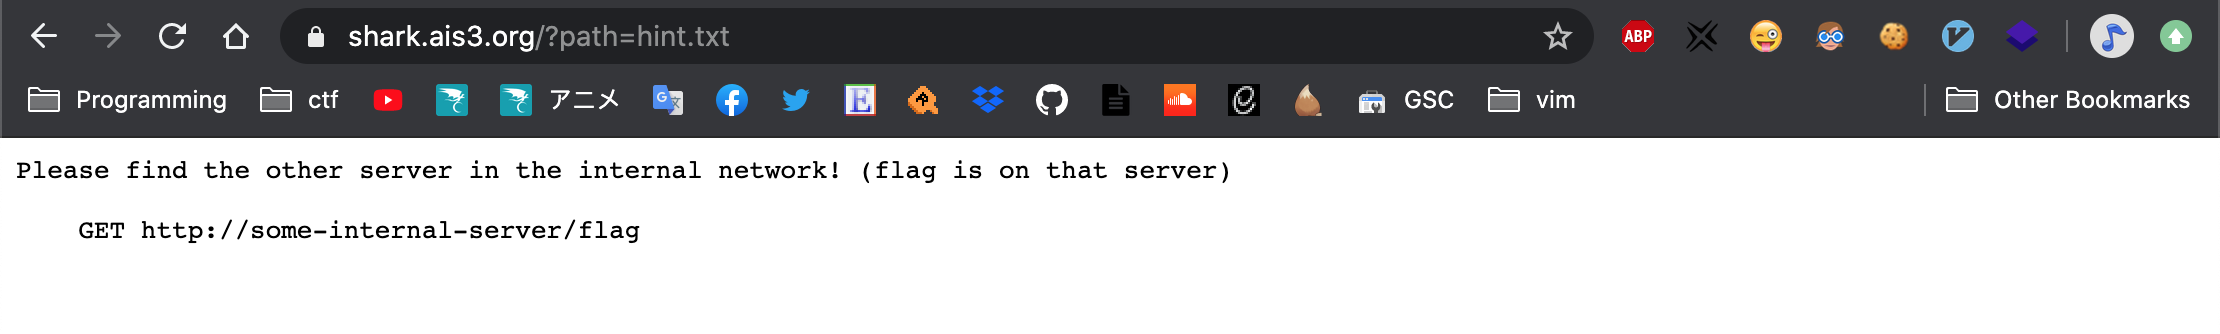 shark.ais3.org/?path=hint.txt
ABP
Programming ctf アニメ E GSC vim Other Bookmarks
Please find the other server in the internal network! (flag is on that server)
GET http://some-internal-server/flag